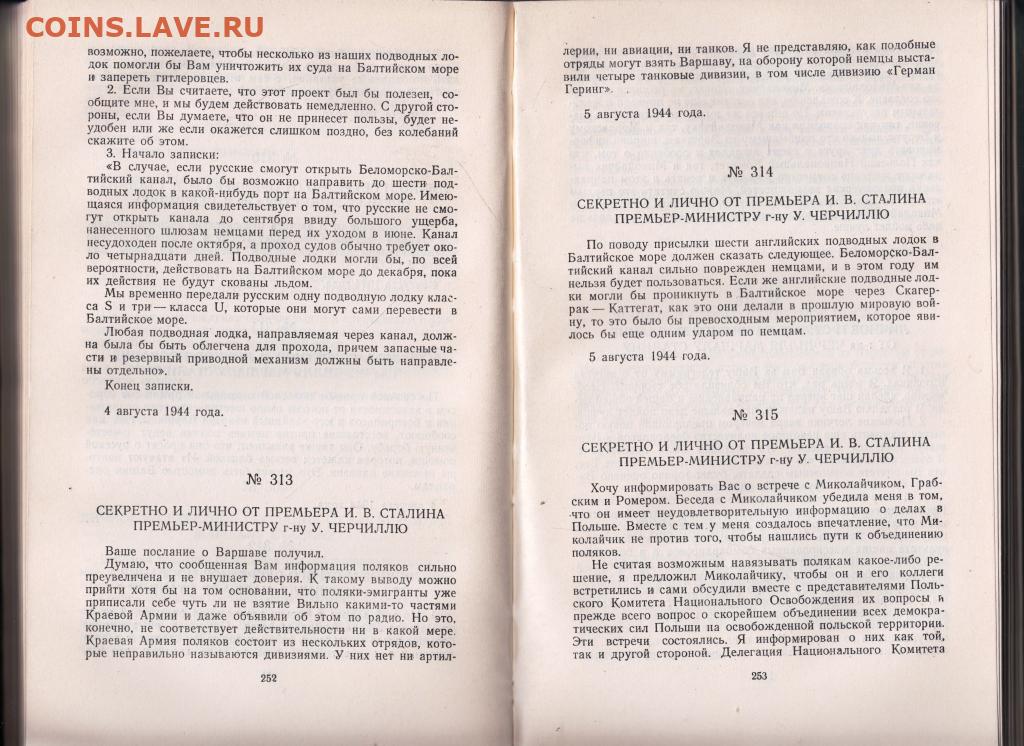 COINS.LAVE.RU
возможно, пожелаете, чтобы несколько из наших подводных ло-
док помогли бы Вам уничтожить их суда на Балтийском море
и запереть гитлеровцев.
2. Если Вы считаете, что этот проект был бы полезен, со-
общите мне, и мы будем действовать немедленно. С другой сто-
роны, если Вы думаете, что он не принесет пользы, будет не-
удобен или же если окажется слишком поздно, без колебаний
скажите об этом.
3. Начало записки:
«В случае, если русские смогут открыть Беломорско-Бал-
тийский канал, было бы возможно направить до шести под-
водных лодок в какой-нибудь порт на Балтийском море. Имею-
щаяся информация свидетельствует о том, что русские не смо-
гут открыть канала до сентября ввиду большого ущерба,
нанесенного шлюзам немцами перед их уходом в июне. Канал
несудоходен после октября, а проход судов обычно требует око-
ло четырнадцати дней. Подводные лодки могли бы, по всей
вероятности, действовать на Балтийском море до декабря, пока
их действия не будут скованы льдом.
Мы временно передали русским одну подводную лодку клас-
са S и три — класса U, которые они могут сами перевести в
Балтийское море.
Любая подводная лодка, направляемая через канал, долж-
на была бы быть облегчена для прохода, причем запасные ча-
сти и резервный приводной механизм должны быть направле-
ны отдельно».
Конец записки.
4 августа 1944 года.
№ 313
СЕКРЕТНО И ЛИЧНО ОТ ПРЕМЬЕРА И. В. СТАЛИНА
ПРЕМЬЕР-МИНИСТРУ г-ну У. ЧЕРЧИЛЛЮ
Ваше послание о Варшаве получил.
Думаю, что сообщенная Вам информация поляков сильно
преувеличена и не внушает доверия. К такому выводу можно
прийти хотя бы на том основании, что поляки-эмигранты уже
приписали себе чуть ли не взятие Вильно какими-то частями
Краевой Армии и даже объявили об этом по радио. Но это,
конечно, не соответствует действительности ни в какой мере.
Краевая Армия поляков состоит из нескольких отрядов, кото-
рые неправильно называются дивизиями. У них нет ни артил-
252
лерии, ни авиации, ни танков. Я не представляю, как подобные
отряды могут взять Варшаву, на оборону которой немцы выста-
вили четыре танковые дивизии, в том числе дивизию «Герман
Геринг».
5 августа 1944 года.
№ 314
СЕКРЕТНО И ЛИЧНО ОТ ПРЕМЬЕРА И. В. СТАЛИНА
ПРЕМЬЕР-МИНИСТРУ г-ну У. ЧЕРЧИЛЛЮ
По поводу присылки шести английских подводных лодок в
Балтийское море должен сказать следующее. Беломорско-Бал-
тийский канал сильно поврежден немцами, и в этом году им
нельзя будет пользоваться. Если же английские подводные лод-
ки могли бы проникнуть в Балтийское море через Скагер-
рак — Каттегат, как это они делали в прошлую мировую вой-
ну, то это было бы превосходным мероприятием, которое яви-
лось бы еще одним ударом по немцам.
5 августа 1944 года.
№ 315
СЕКРЕТНО И ЛИЧНО ОТ ПРЕМЬЕРА И. В. СТАЛИНА
ПРЕМЬЕР-МИНИСТРУ г-ну У. ЧЕРЧИЛЛЮ
Хочу информировать Вас о встрече с Миколайчиком, Граб-
ским и Ромером. Беседа с Миколайчиком убедила меня в том,
что он имеет неудовлетворительную информацию о делах в
Польше. Вместе с тем у меня создалось впечатление, что Ми-
колайчик не против того, чтобы нашлись пути к объединению
поляков.
Не считая возможным навязывать полякам какое-либо ре-
шение, я предложил Миколайчику, чтобы он и его коллеги
встретились и сами обсудили вместе с представителями Поль-
ского Комитета Национального Освобождения их вопросы и
прежде всего вопрос о скорейшем объединении всех демокра-
тических сил Польши на освобожденной польской территории.
Эти встречи состоялись. Я информирован о них как той,
так и другой стороной. Делегация Национального Комитета
253